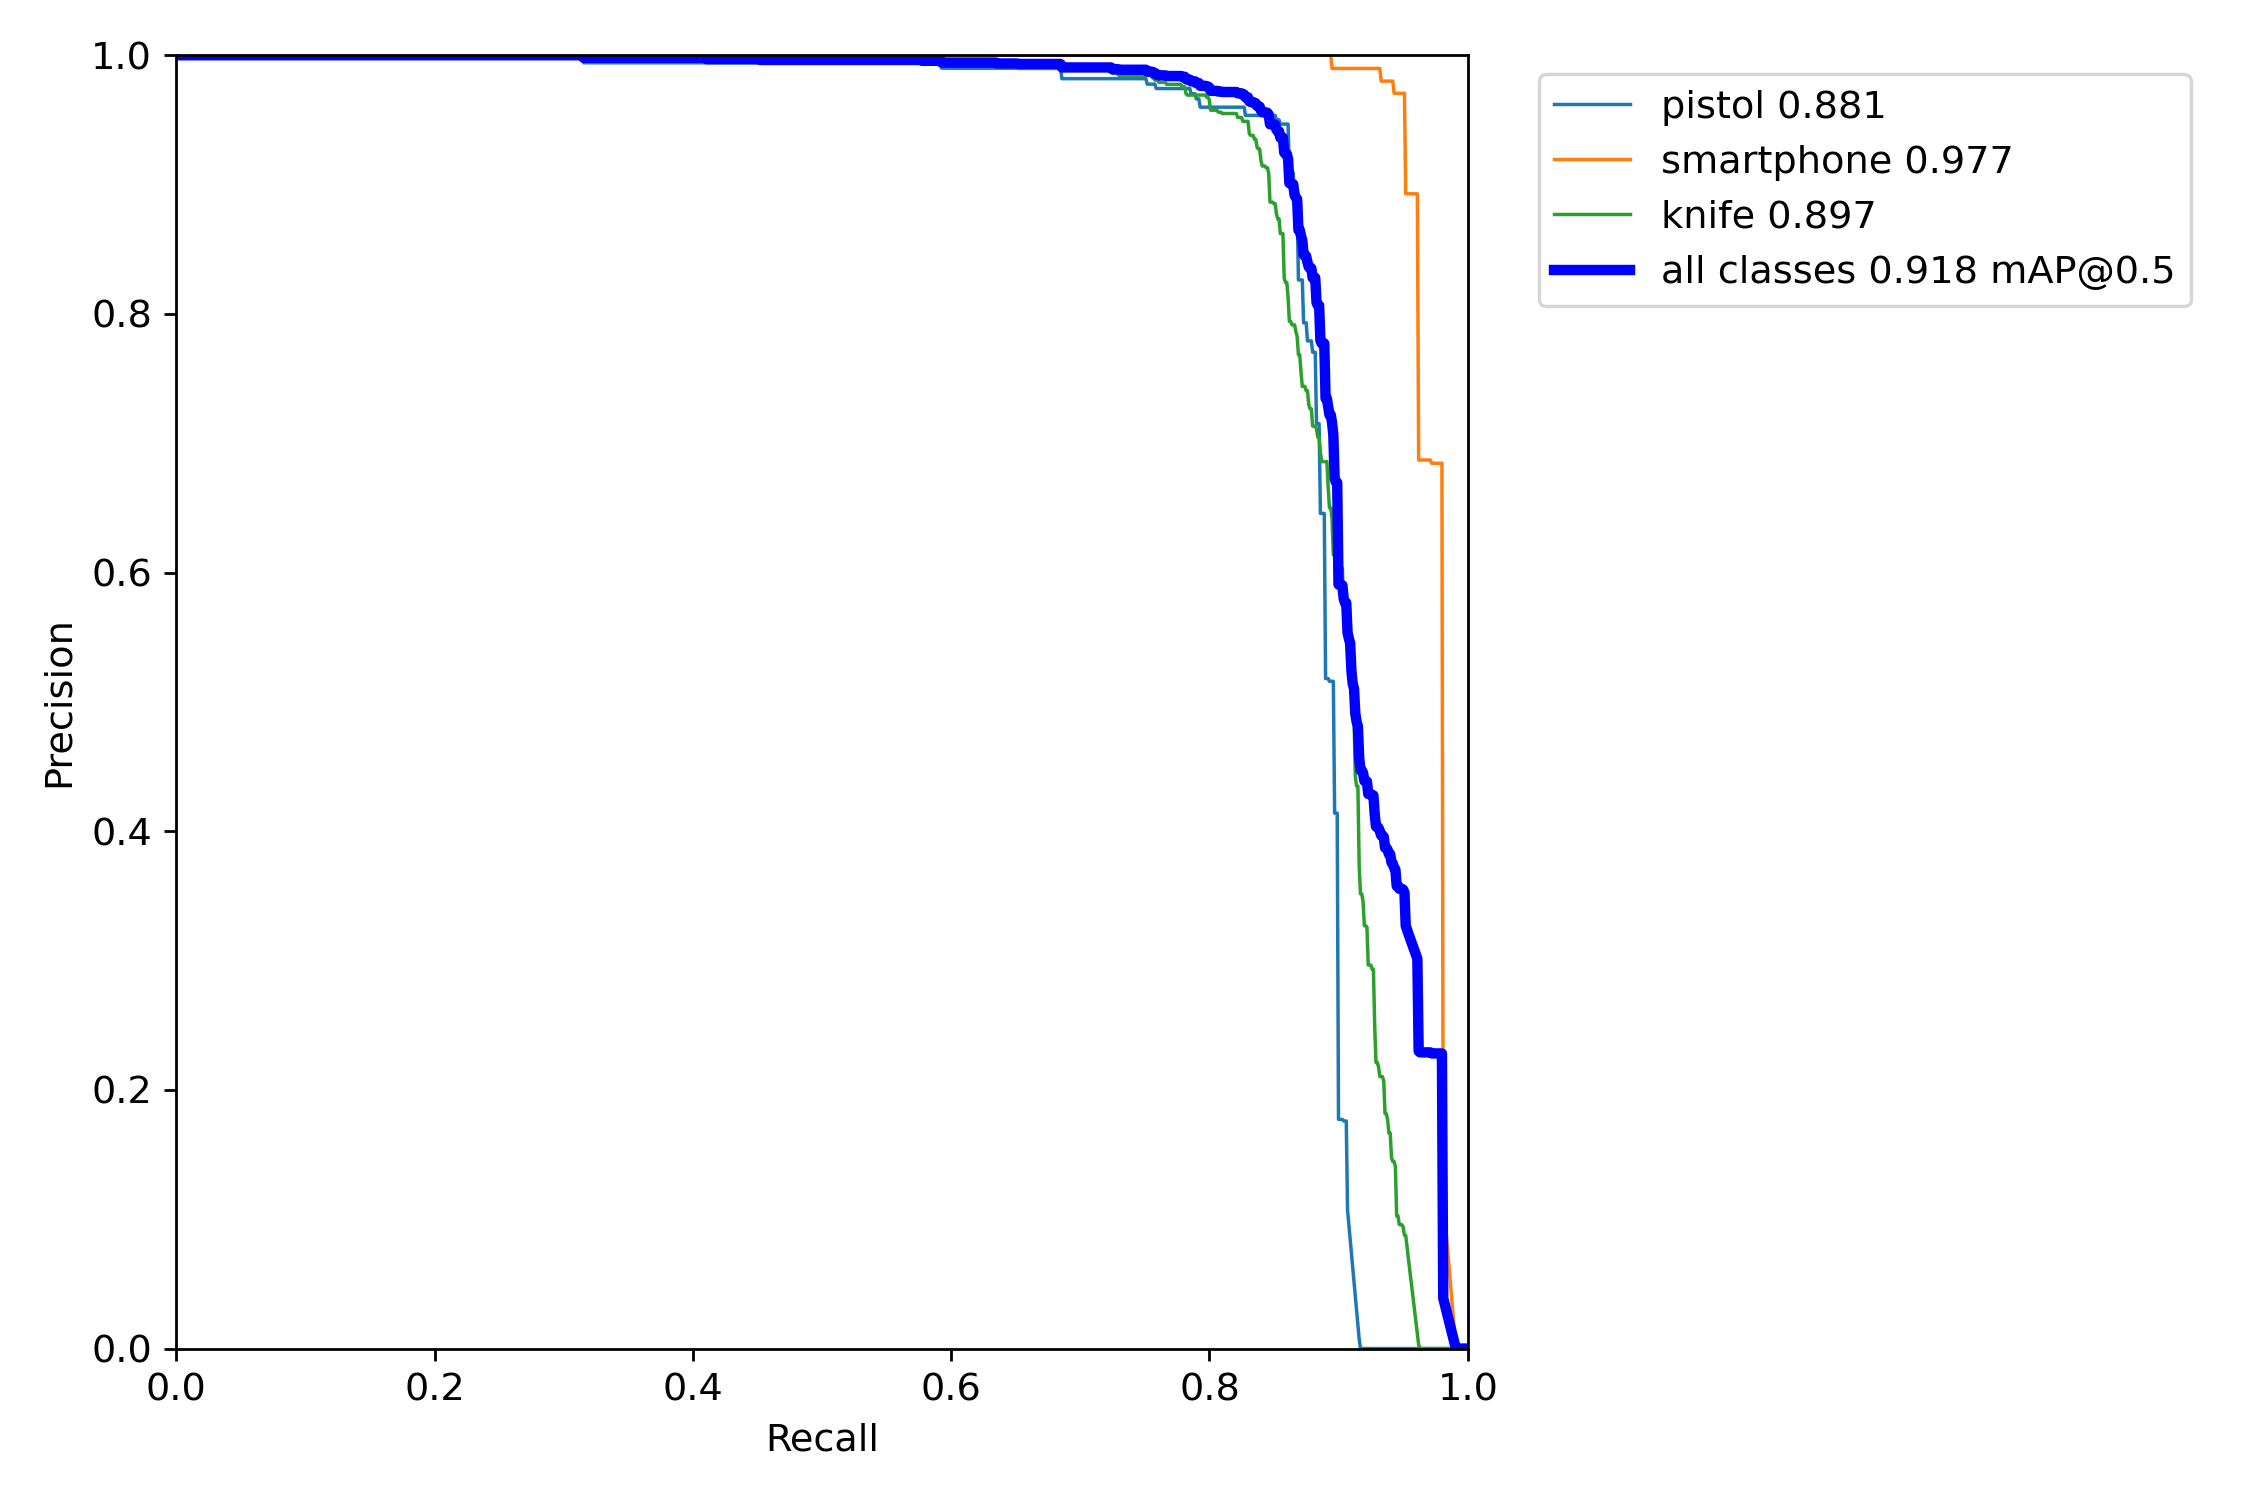 1.0
0.8
0.6
0.4
0.2
0.0
Precision
0.0 0.2 0.4 0.6 0.8 1.0
Recall
pistol 0.881
smartphone 0.977
knife 0.897
all classes 0.918 mAP@0.5